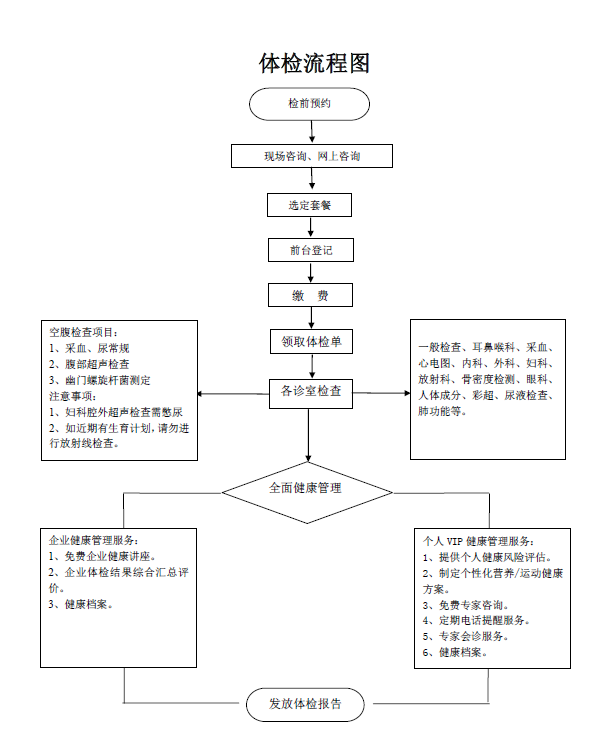 体检流程图
检前预约
现场咨询、网上咨询
选定套餐
前台登记
缴　费
领取体检单
各诊室检查
空腹检查项目：
1、采血、尿常规
2、腹部超声检查
3、幽门螺旋杆菌测定
注意事项：
1、妇科腔外超声检查需憋尿
2、如近期有生育计划，请勿进
行放射线检查。
一般检查、耳鼻喉科、采血、
心电图、内科、外科、妇科、
放射科、骨密度检测、眼科、
人体成分、彩超、尿液检查、
肺功能等。
全面健康管理
企业健康管理服务：
1、免费企业健康讲座。
2、企业体检结果综合汇总评
价。
3、健康档案。
个人 VIP 健康管理服务：
1、提供个人健康风险评估。
2、制定个性化营养/运动健康
方案。
3、免费专家咨询。
4、定期电话提醒服务。
5、专家会诊服务。
6、健康档案。
发放体检报告